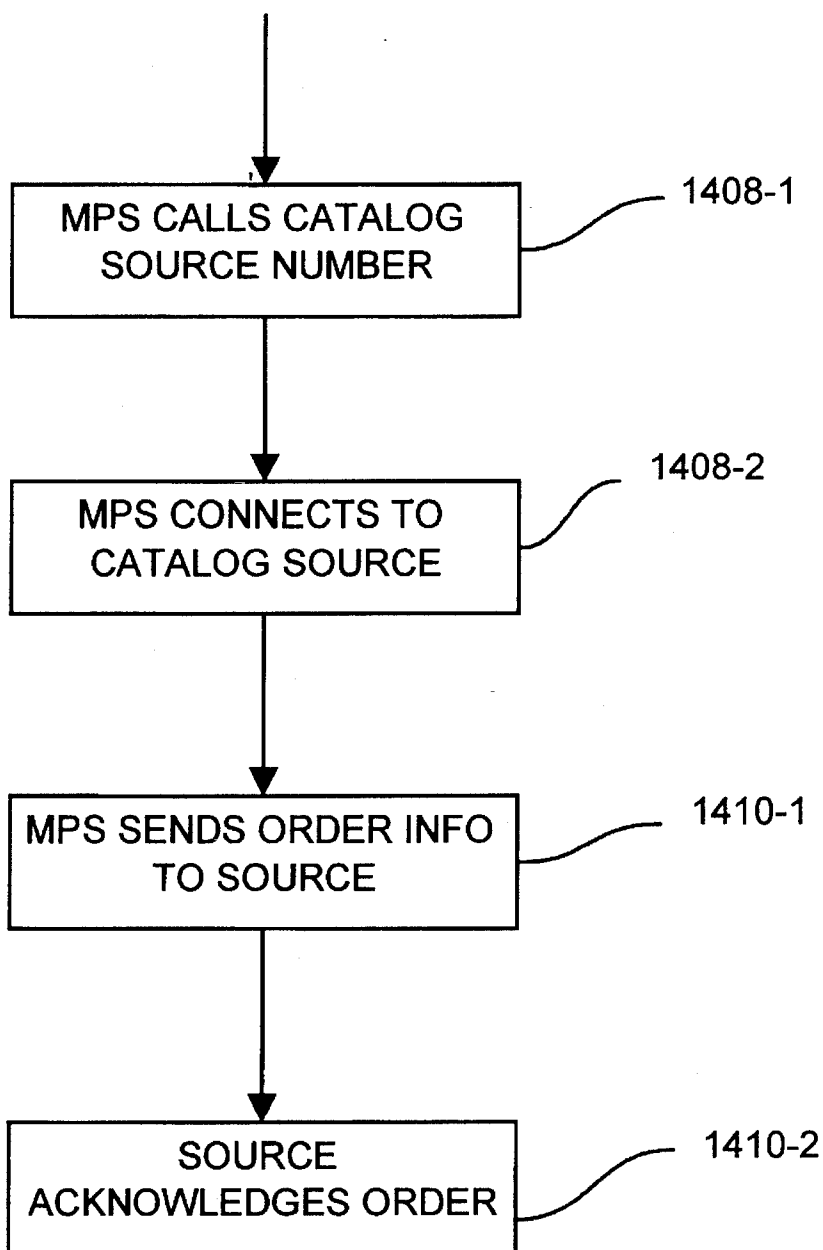 MPS CALLS CATALOG
SOURCE NUMBER
1408-1
MPS CONNECTS TO
CATALOG SOURCE
1408-2
MPS SENDS ORDER INFO
TO SOURCE
1410-1
SOURCE
ACKNOWLEDGES ORDER
1410-2